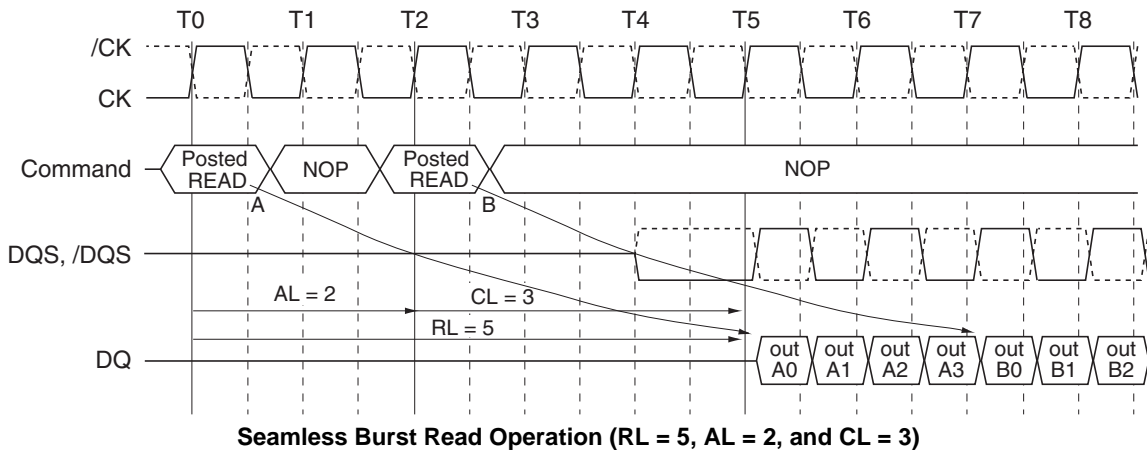 T0 T1 T2 T3 T4 T5 T6 T7 T8
/CK
CK
Command
Posted
READ
NOP
Posted
READ
NOP
A
B
DQS, /DQS
AL = 2
CL = 3
RL = 5
DQ
out
A0
out
A1
out
A2
out
A3
out
B0
out
B1
out
B2
Seamless Burst Read Operation (RL = 5, AL = 2, and CL = 3)